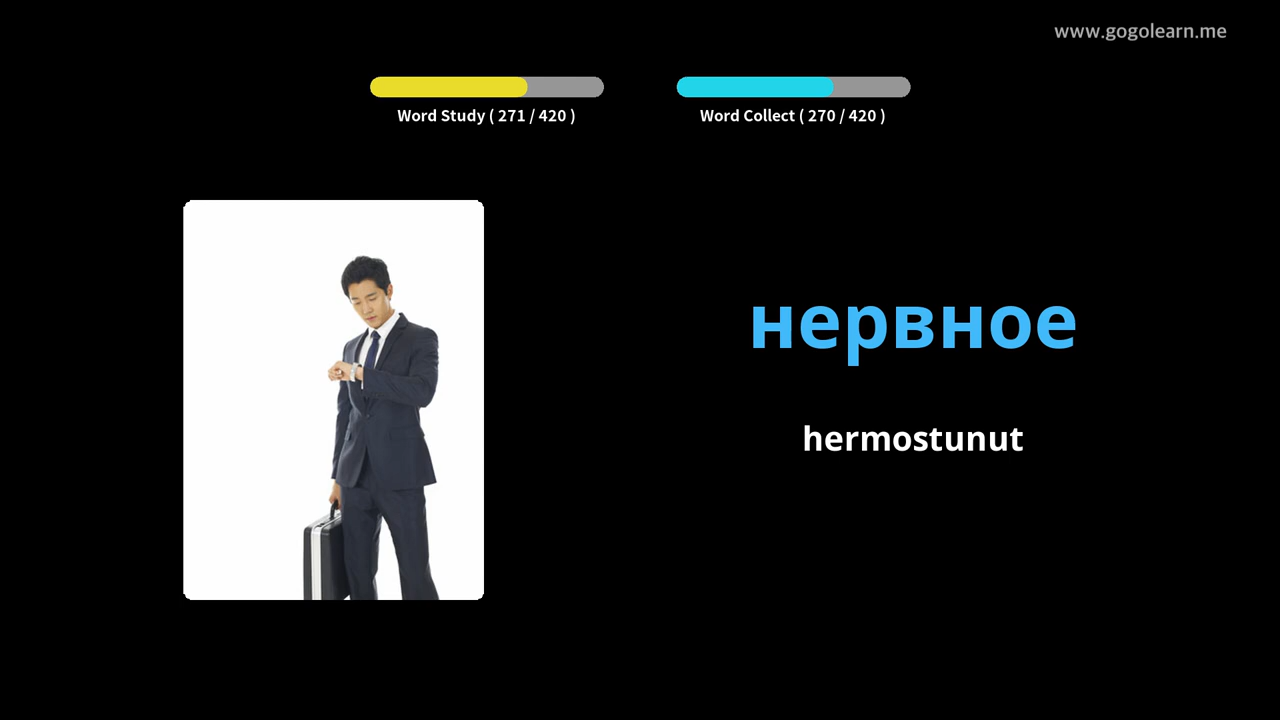 www.gogolearn.me
Word Study ( 271 / 420 )
Word Collect ( 270 / 420 )
нервное
hermostunut